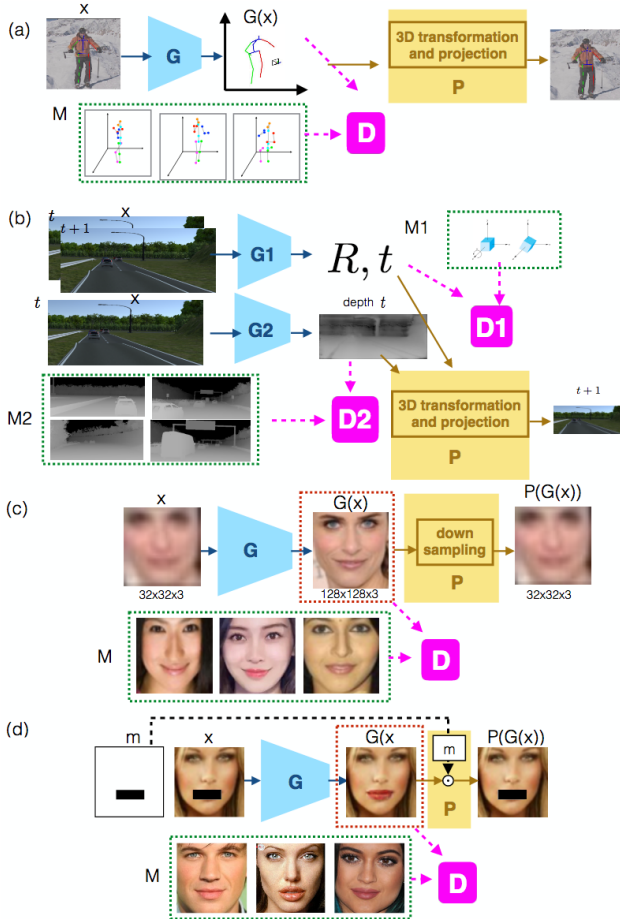 (a)
x
G
G(x)
3D transformation
and projection
P
M
D
(b)
t
x
t + 1
G1
R, t
M1
D1
t
x
G2
depth t
M2
D2
3D transformation
and projection
P
t + 1
(c)
x
G
G(x)
down
sampling
P
P(G(x))
32x32x3
128x128x3
32x32x3
M
D
(d)
m
x
G
G(x
m
P
P(G(x))
M
D